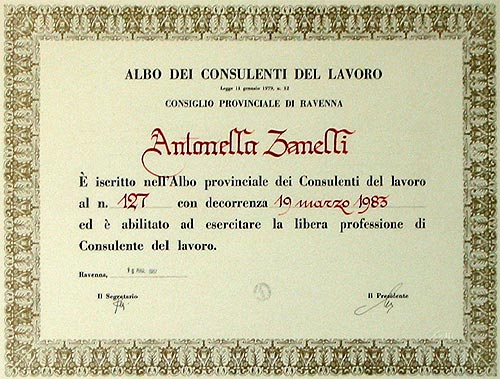 ALBO DEI CONSULENTI DEL LAVORO
Legge 11 gennaio 1979, n. 12
CONSIGLIO PROVINCIALE DI RAVENNA
Antonella Zanelli
È iscritto nell'Albo provinciale dei Consulenti del lavoro
al n. 127 con decorrenza 19 marzo 1983
ed è abilitato ad esercitare la libera professione di
Consulente del lavoro.
Ravenna,
Il Segretario Il Presidente